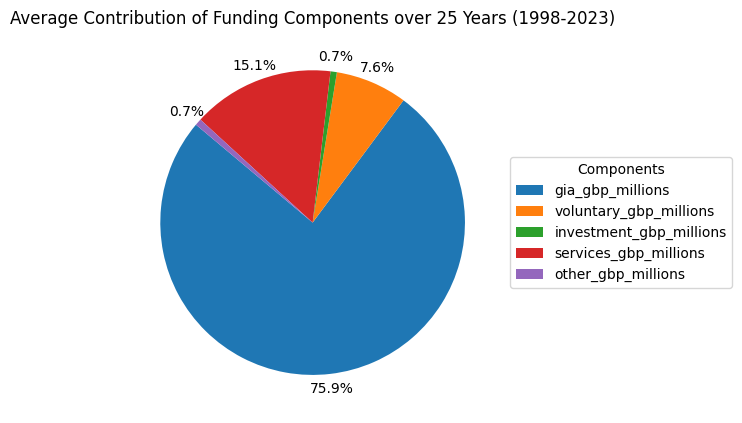 Average Contribution of Funding Components over 25 Years (1998-2023)
0.7%
7.6%
15.1%
0.7%
75.9%
Components
gia_gbp_millions
voluntary_gbp_millions
investment_gbp_millions
services_gbp_millions
other_gbp_millions